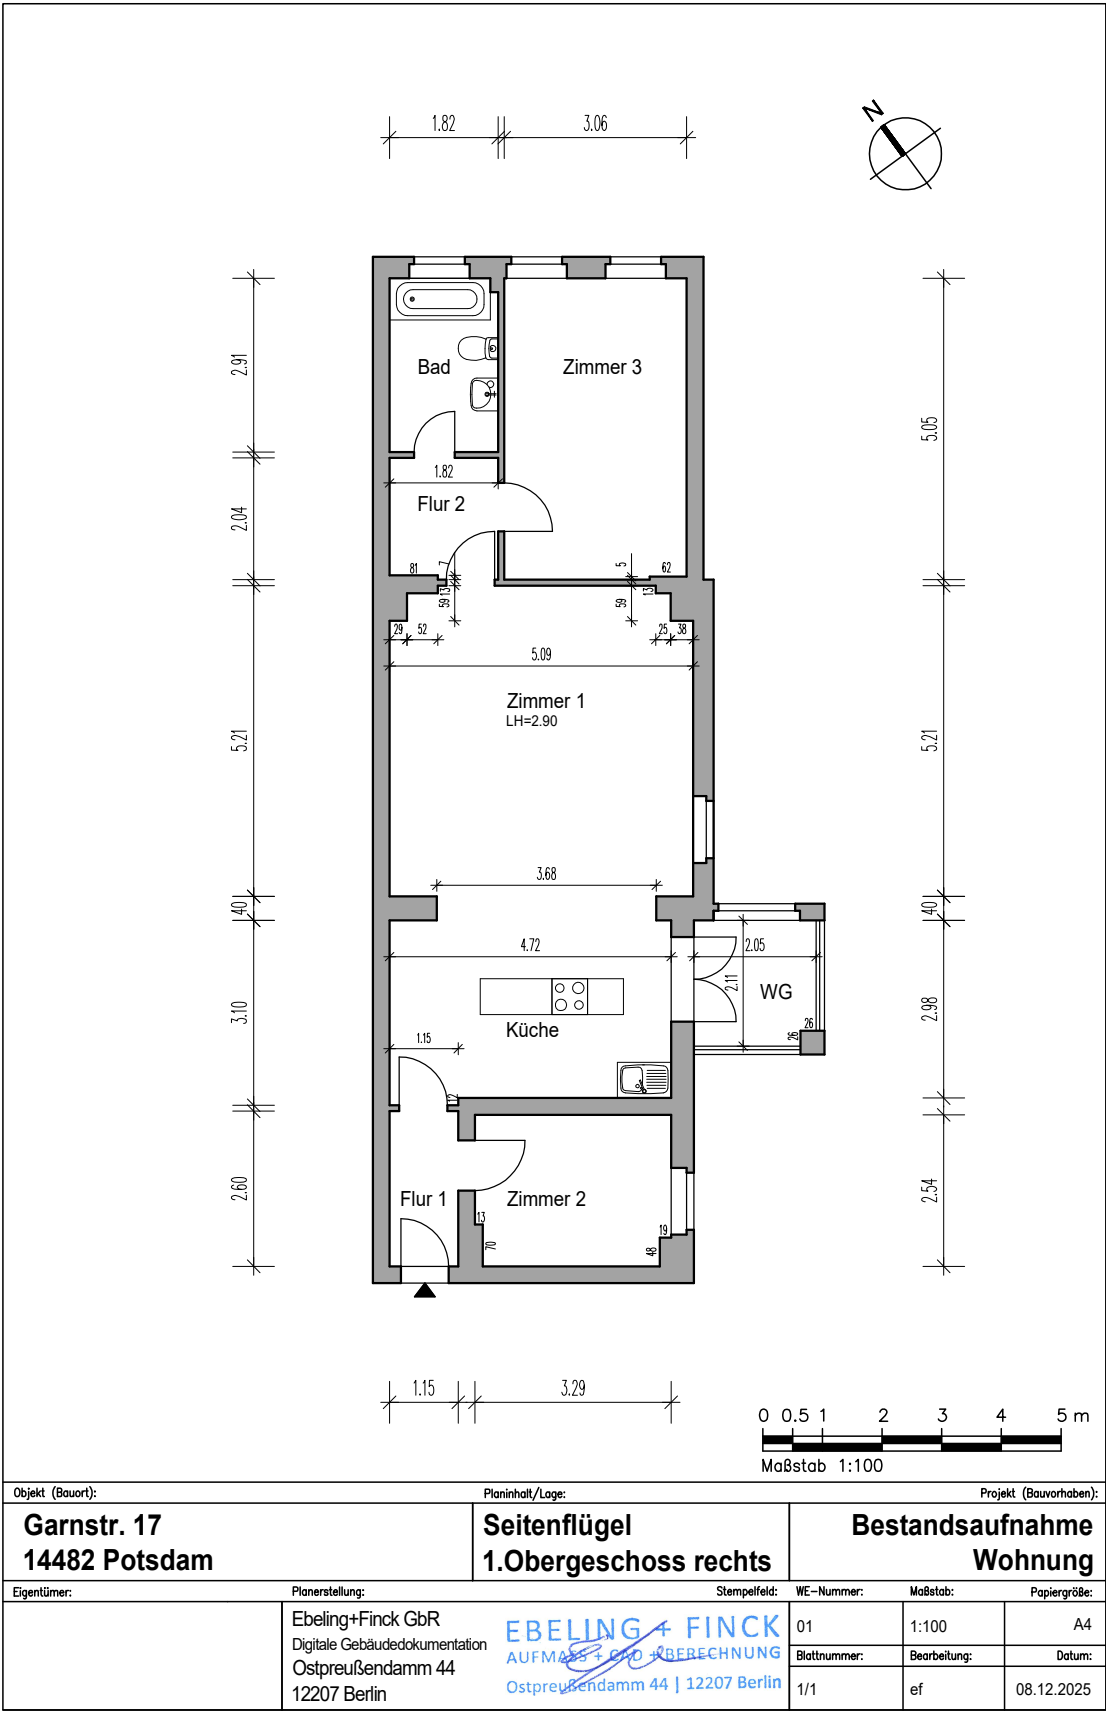 1.82
3.06
N
2.91
Bad
Zimmer 3
5.05
1.82
Flur 2
2.04
81
7
5
62
13
59
13
59
29
52
25
38
5.09
Zimmer 1
LH=2.90
5.21
5.21
3.68
40
40
4.72
2.05
2.11
WG
3.10
2.98
Küche
26
26
1.15
12
2.60
Flur 1
Zimmer 2
2.54
13
70
19
48
1.15
3.29
0 0.5 1 2 3 4 5 m
Maßstab 1:100
Objekt (Bauort):
Garnstr. 17
14482 Potsdam
Planinhalt/Lage:
Seitenflügel
1.Obergeschoss rechts
Projekt (Bauvorhaben):
Bestandsaufnahme
Wohnung
Eigentümer:
Planerstellung:
Ebeling+Finck GbR
Digitale Gebäudedokumentation
Ostpreußendamm 44
12207 Berlin
Stempelfeld:
EBELING + FINCK
AUFMASS + CAD + BERECHNUNG
Ostpreußendamm 44 | 12207 Berlin
WE-Nummer:
01
Maßstab:
1:100
Papiergröße:
A4
Blattnummer:
1/1
Bearbeitung:
ef
Datum:
08.12.2025